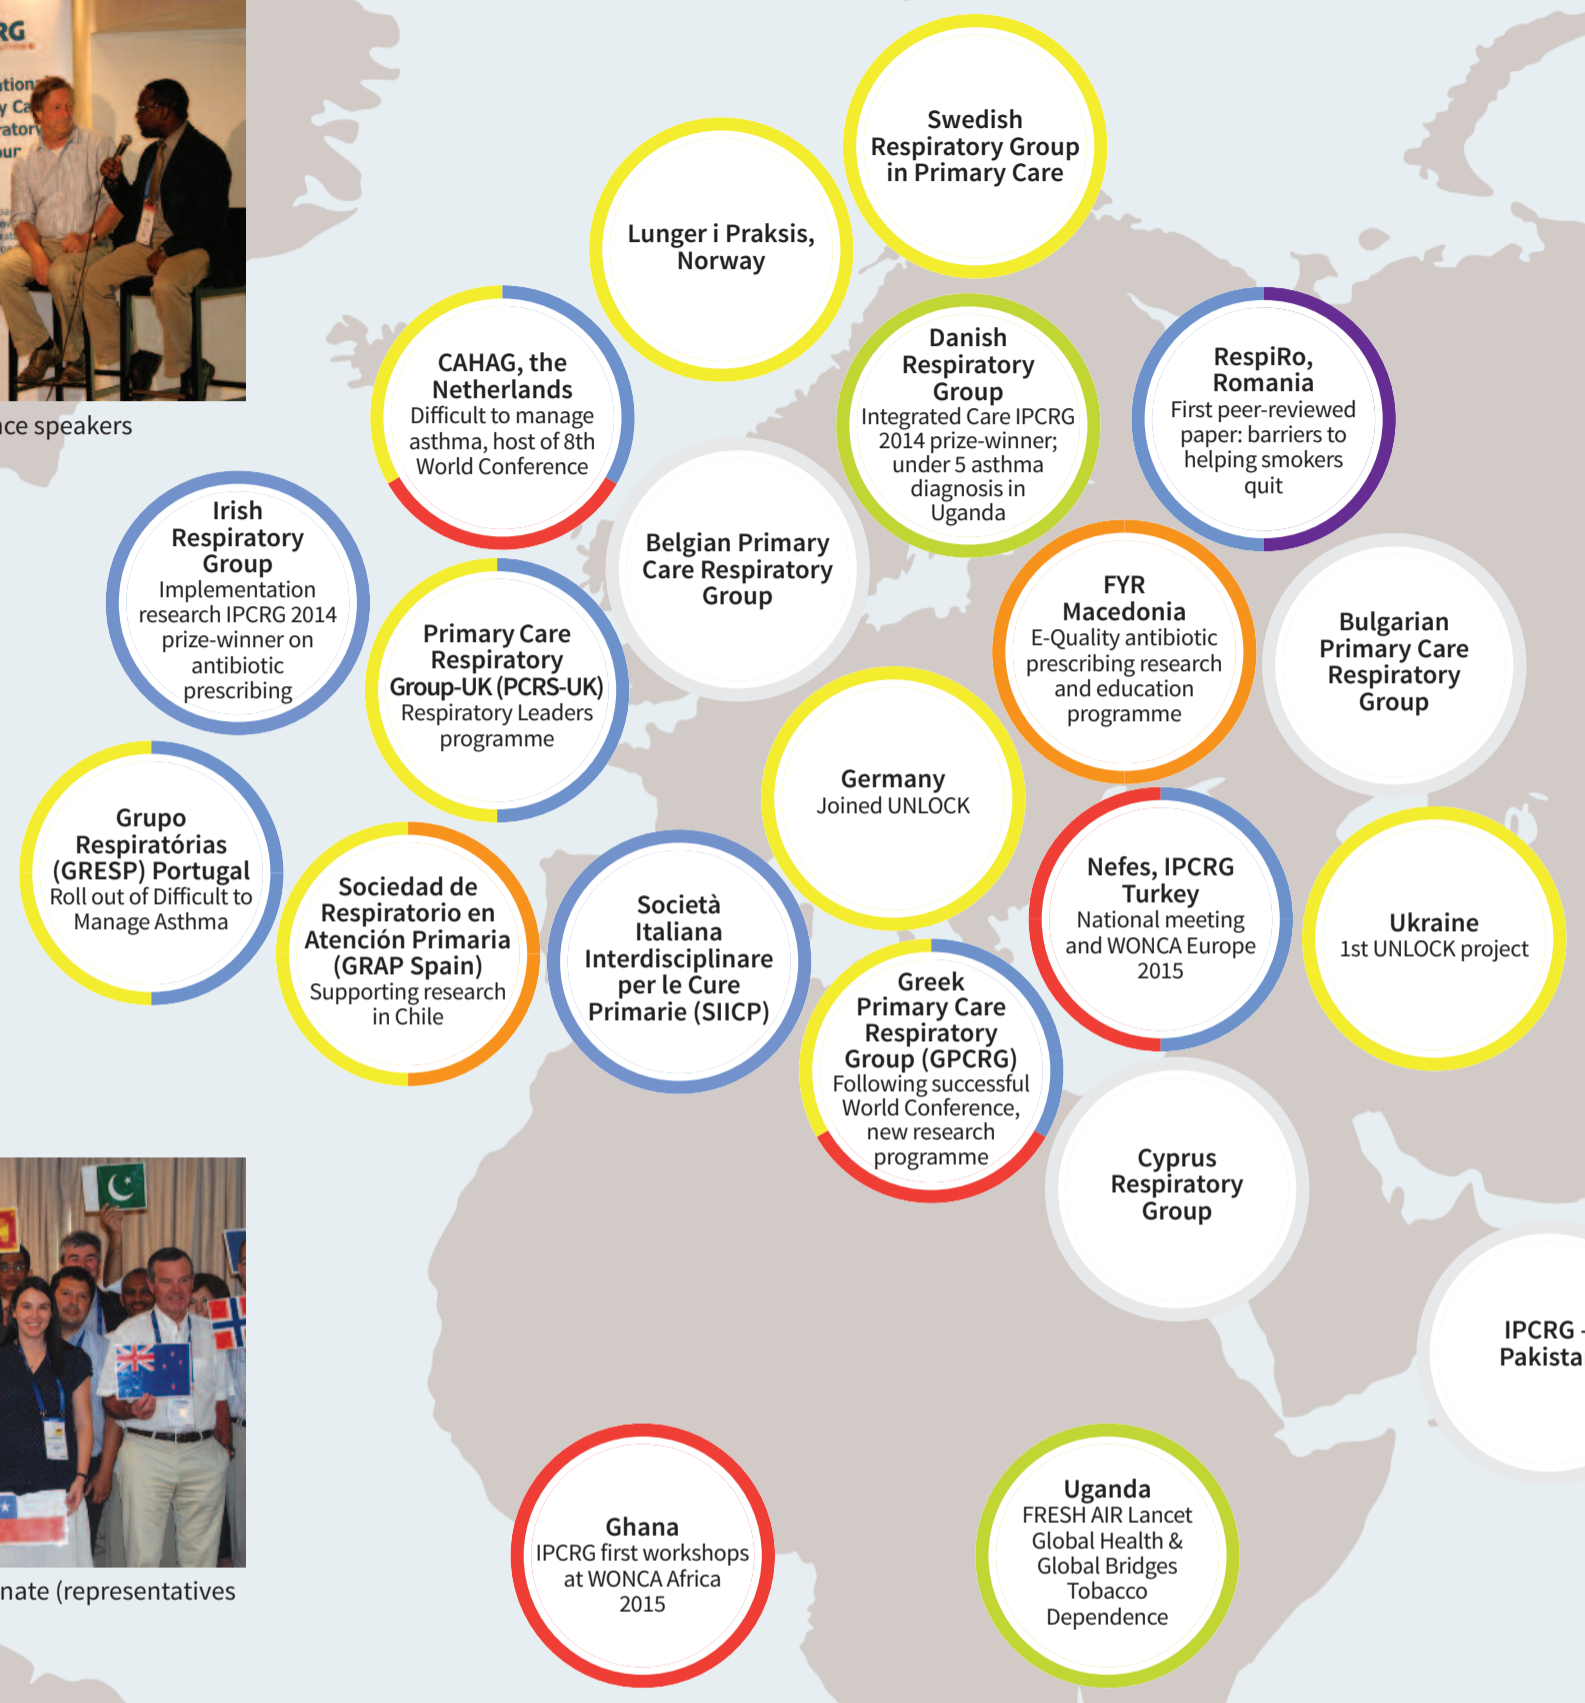 RG
Swedish
Respiratory Group
in Primary Care
Lunger i Praksis,
Norway
CAHAG, the
Netherlands
Difficult to manage
asthma, host of 8th
World Conference
Danish
Respiratory
Group
Integrated Care IPCRG
2014 prize-winner;
under 5 asthma
diagnosis in
Uganda
RespiRo,
Romania
First peer-reviewed
paper: barriers to
helping smokers
quit
speakers
Irish
Respiratory
Group
Implementation
research IPCRG 2014
prize-winner on
antibiotic
prescribing
Belgian Primary
Care Respiratory
Group
Primary Care
Respiratory
Group-UK (PCRS-UK)
Respiratory Leaders
programme
FYR
Macedonia
E-Quality antibiotic
prescribing research
and education
programme
Bulgarian
Primary Care
Respiratory
Group
Germany
Joined UNLOCK
Grupo
Respiratórias
(GRESP) Portugal
Roll out of Difficult to
Manage Asthma
Sociedad de
Respiratorio en
Atención Primaria
(GRAP Spain)
Supporting research
in Chile
Società
Italiana
Interdisciplinare
per le Cure
Primarie (SIICP)
Nefes, IPCRG
Turkey
National meeting
and WONCA Europe
2015
Ukraine
1st UNLOCK project
Greek
Primary Care
Respiratory
Group (GPCRG)
Following successful
World Conference,
new research
programme
Cyprus
Respiratory
Group
IPCRG -
Pakista
Ghana
IPCRG first workshops
at WONCA Africa
2015
Uganda
FRESH AIR Lancet
Global Health &
Global Bridges
Tobacco
Dependence
nate (representatives